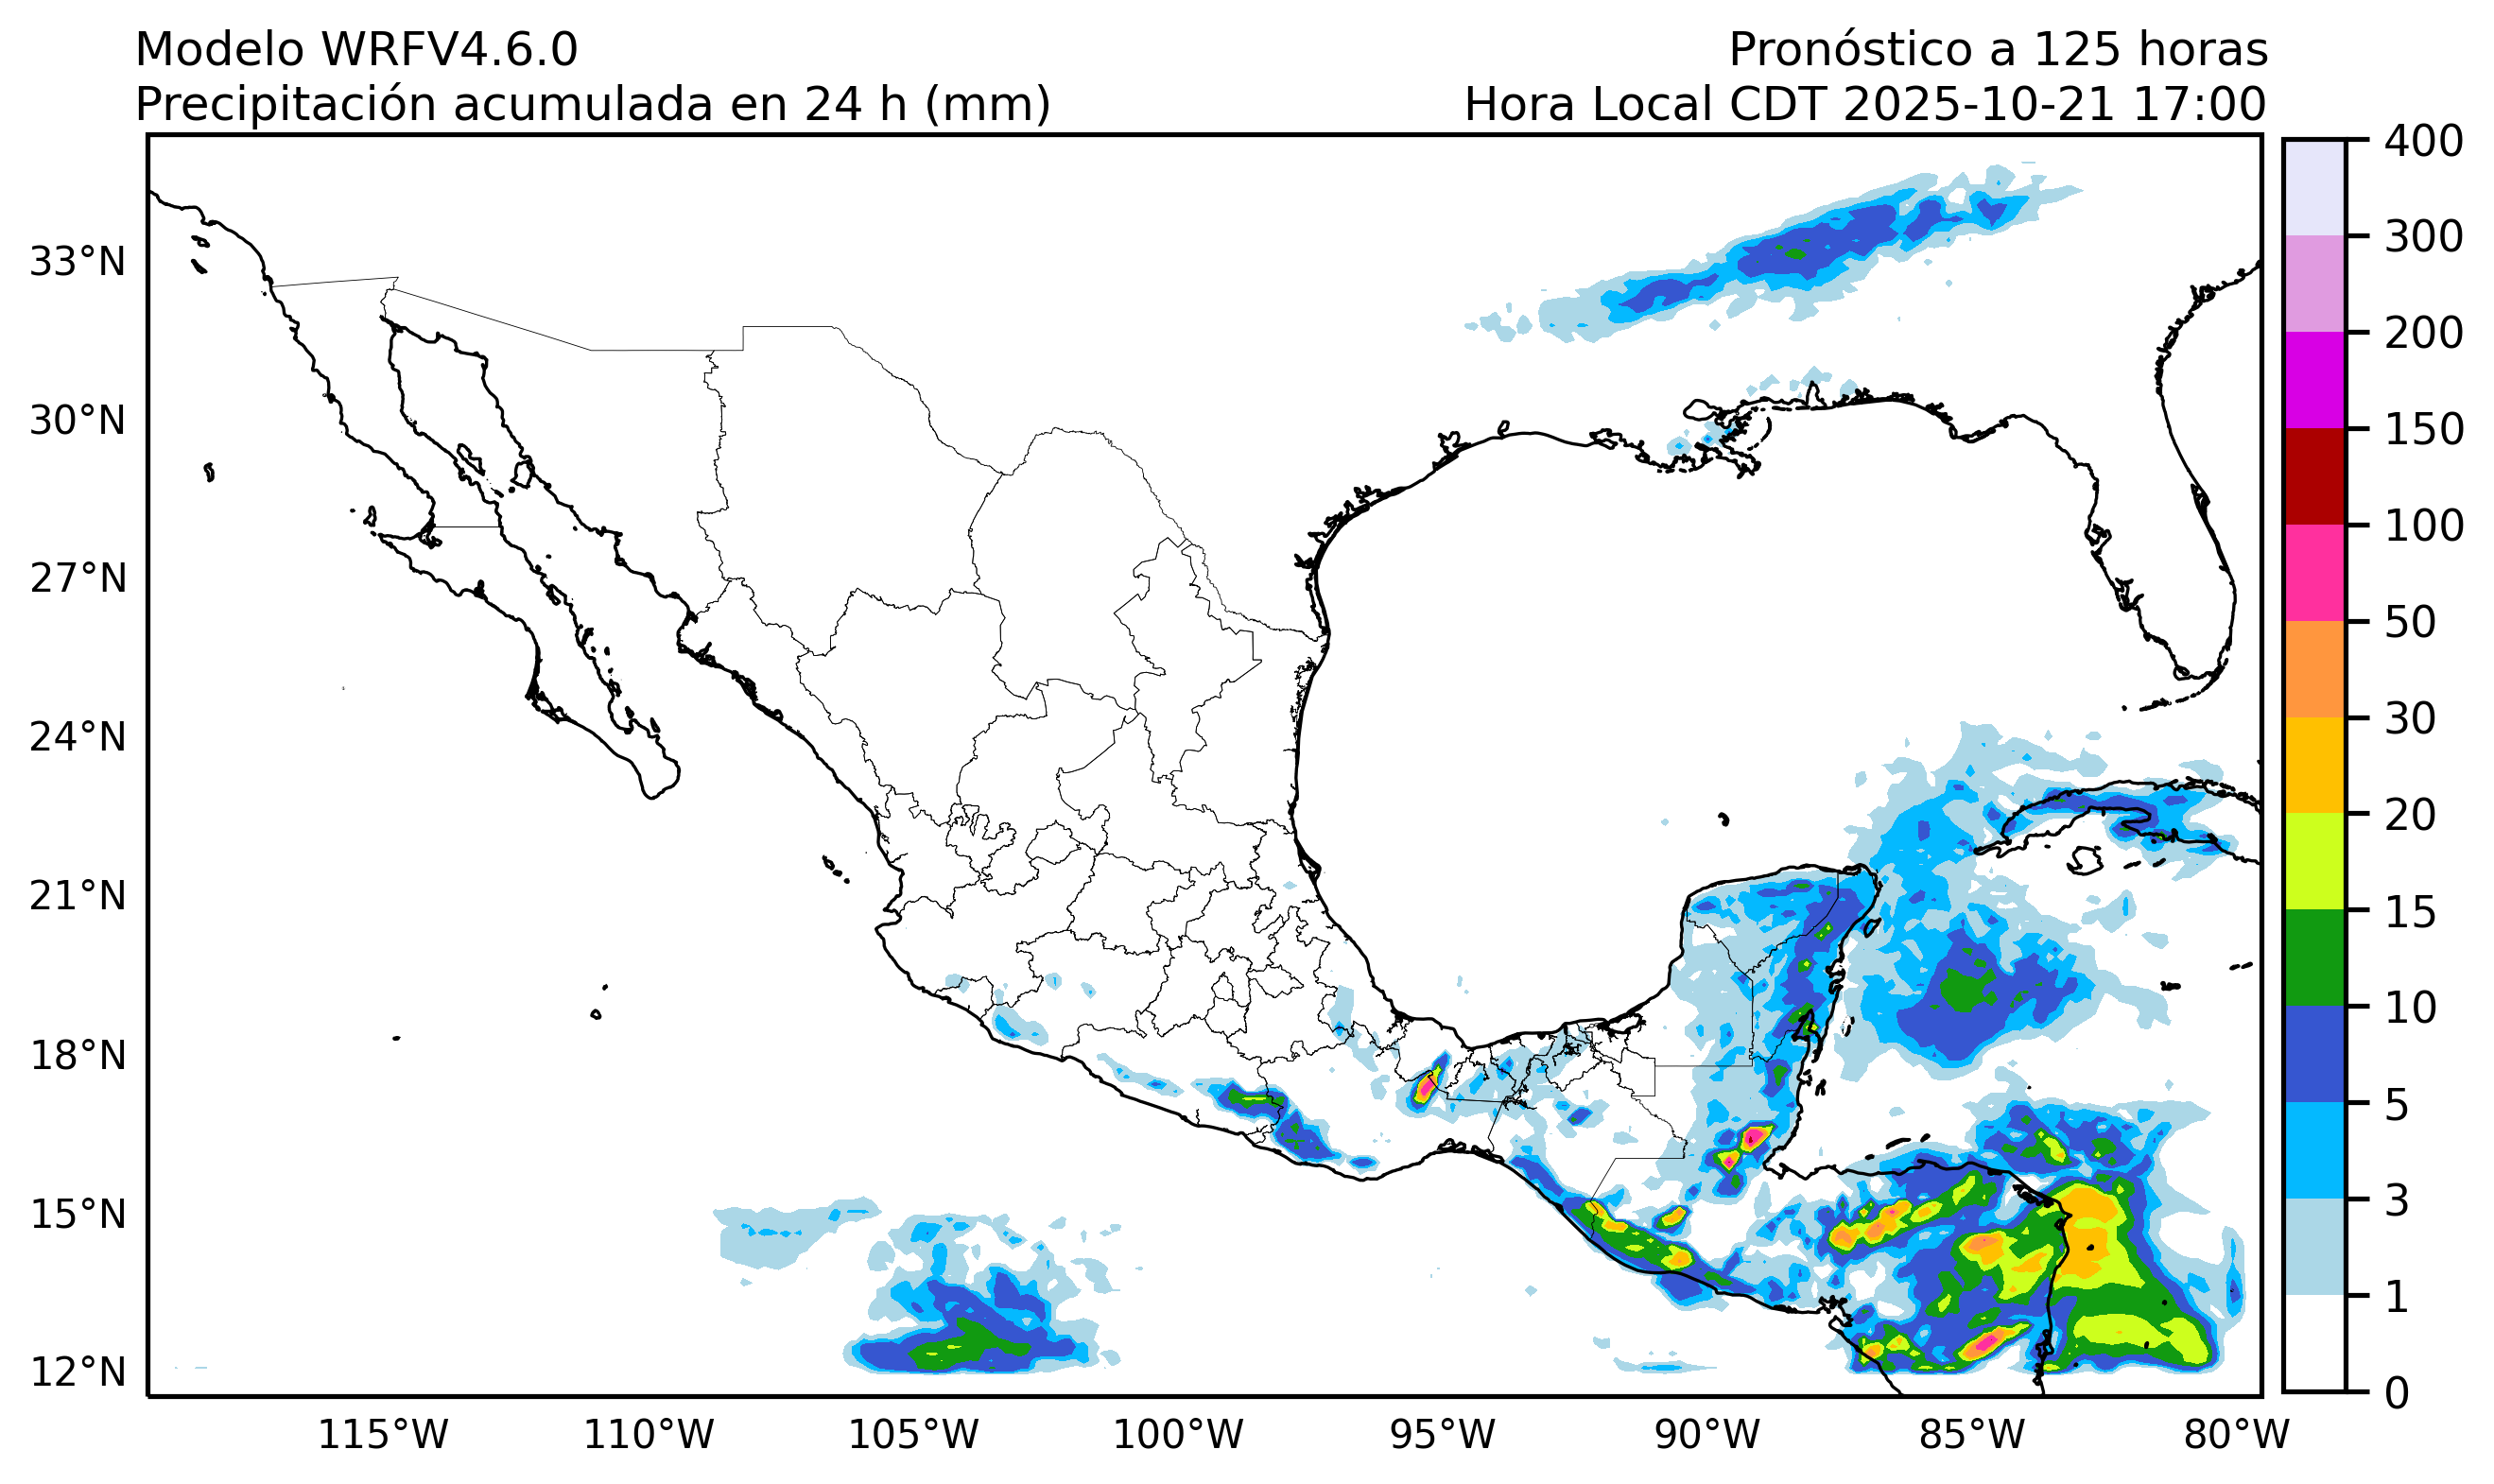 Modelo WRFV4.6.0
Pronóstico a 125 horas
Precipitación acumulada en 24 h (mm)
Hora Local CDT 2025-10-21 17:00
33°N
30°N
27°N
24°N
21°N
18°N
15°N
12°N
115°W
110°W
105°W
100°W
95°W
90°W
85°W
80°W
400
300
200
150
100
50
30
20
15
10
5
3
1
0